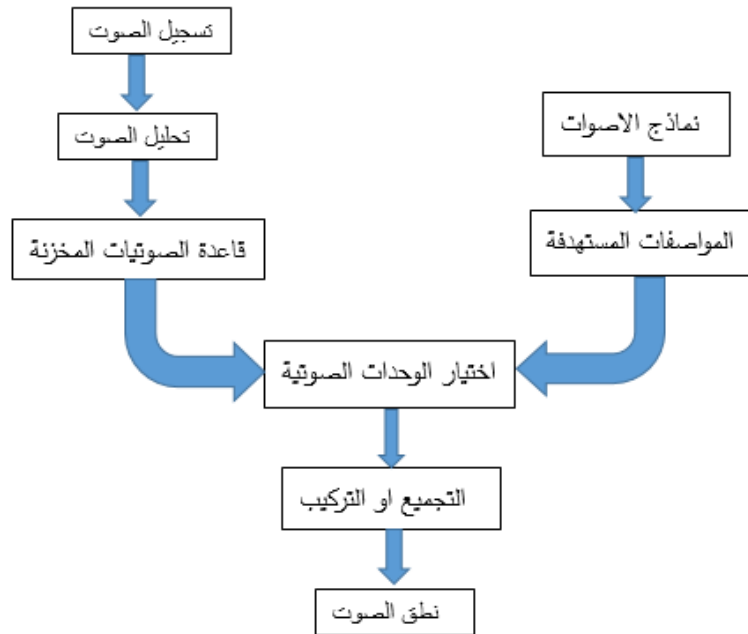 تسجيل الصوت
تحليل الصوت
قاعدة الصوتيات المخزنة
نماذج الاصوات
المواصفات المستهدفة
اختيار الوحدات الصوتية
التجميع او التركيب
نطق الصوت